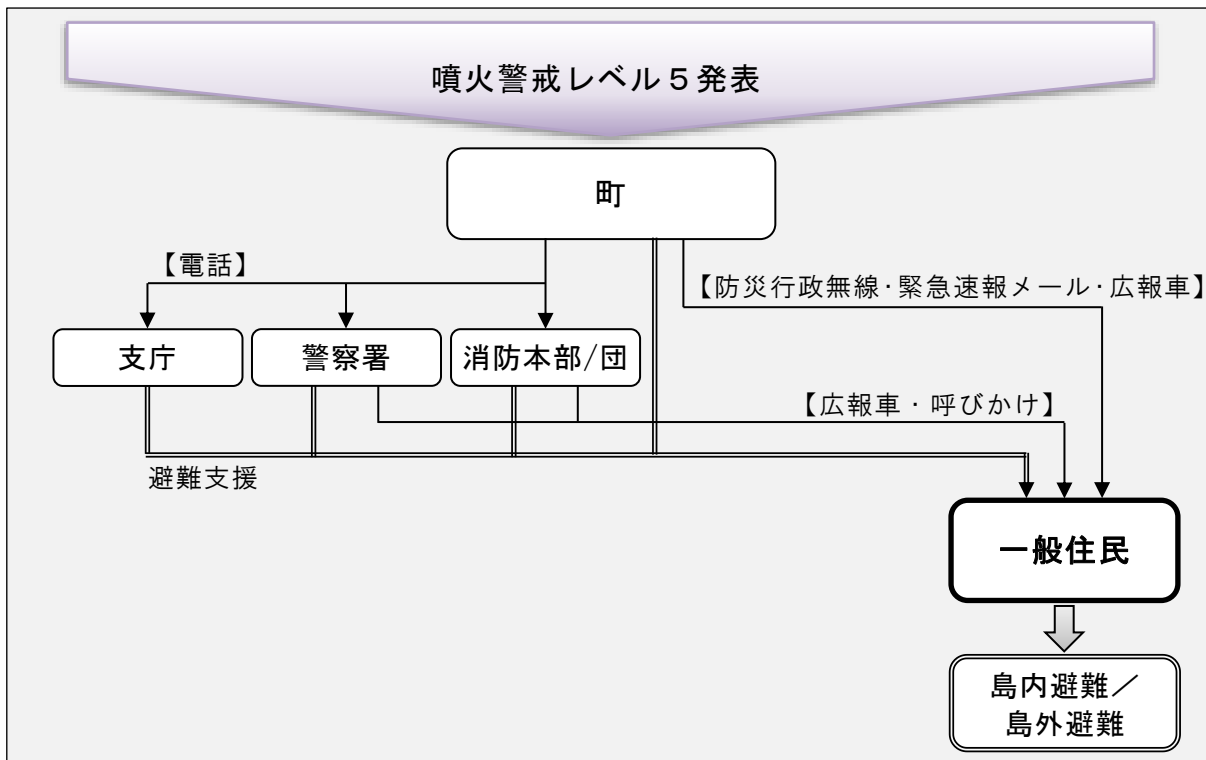 噴火警戒レベル５発表
町
【電話】
【防災行政無線･緊急速報メール･広報車】
支庁
警察署
消防本部/団
【広報車・呼びかけ】
避難支援
一般住民
島内避難／
島外避難